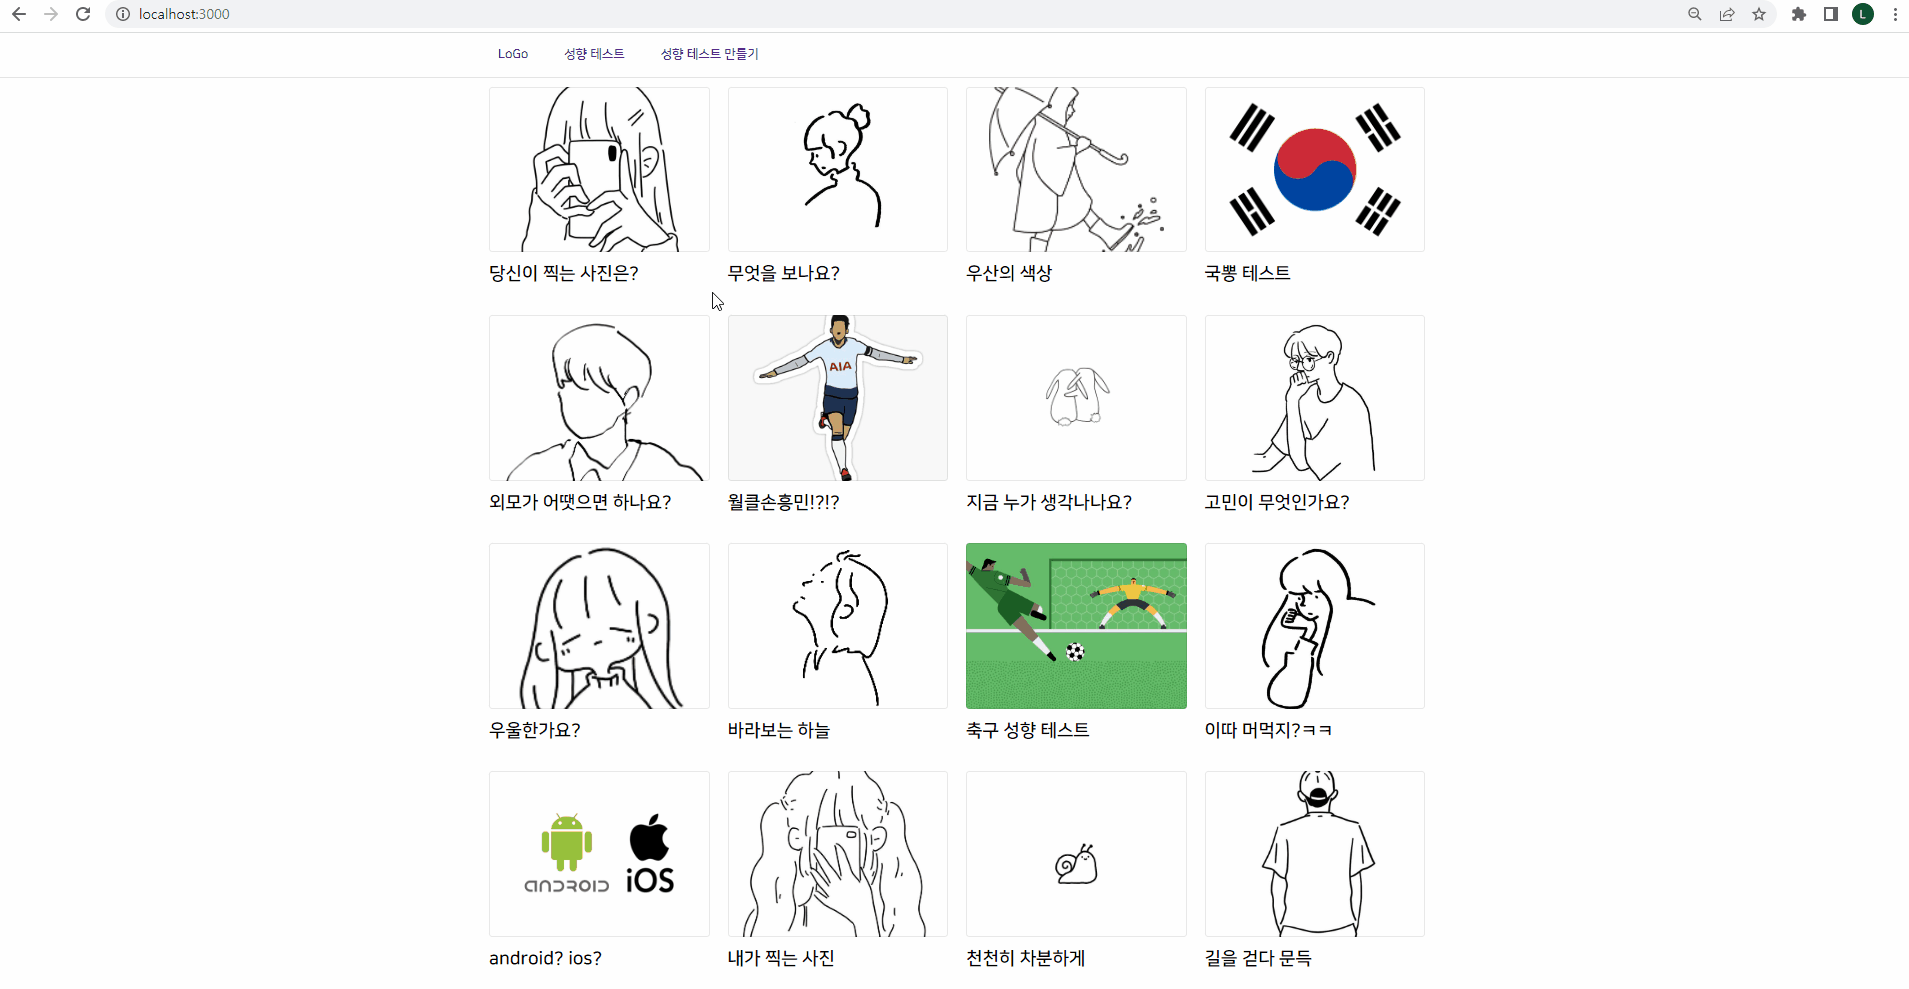 localhost:3000
L
LoGo 성향 테스트 성향 테스트 만들기
당신이 찍는 사진은? 무엇을 보나요? 우산의 색상 국뽕 테스트
AIA
외모가 어땟으면 하나요? 월클손흥민!?!? 지금 누가 생각나나요? 고민이 무엇인가요?
우울한가요? 바라보는 하늘 축구 성향 테스트 이따 머먹지?ㅋㅋ
android iOS
android? ios? 내가 찍는 사진 천천히 차분하게 길을 걷다 문득